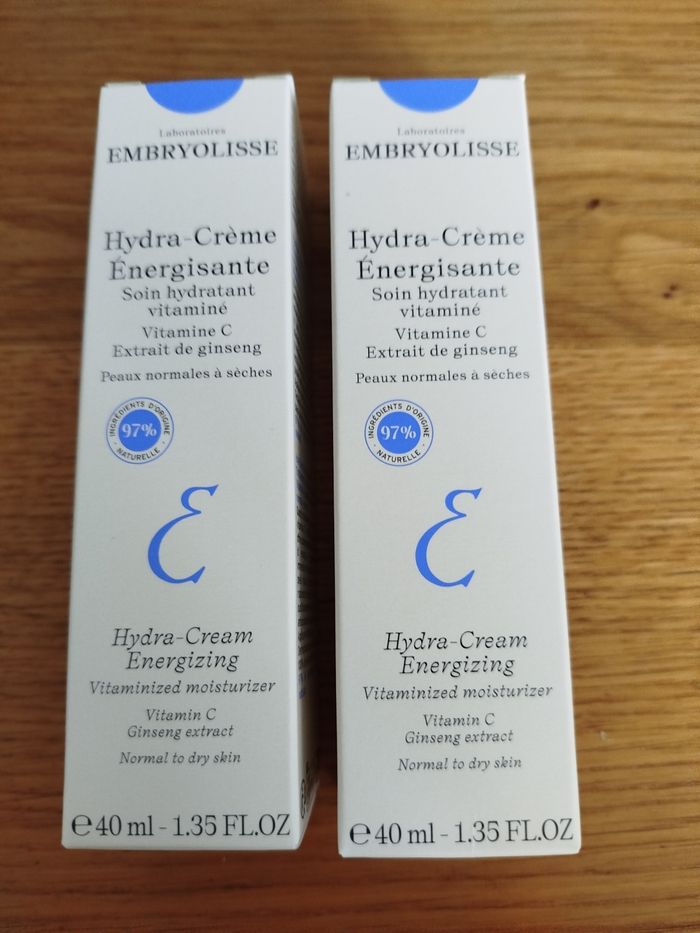 Laboratoires
EMBRYOLISSE
Hydra-Crème
Énergisante
Soin hydratant
vitaminé
Vitamine C
Extrait de ginseng
Peaux normales à sèches
INGRÉDIENTS D'ORIGINE
97%
NATURELLE
Hydra-Cream
Energizing
Vitaminized moisturizer
Vitamin C
Ginseng extract
Normal to dry skin
℮ 40 ml - 1.35 FL.OZ
Laboratoires
EMBRYOLISSE
Hydra-Crème
Énergisante
Soin hydratant
vitaminé
Vitamine C
Extrait de ginseng
Peaux normales à sèches
INGRÉDIENTS D'ORIGINE
97%
NATURELLE
Hydra-Cream
Energizing
Vitaminized moisturizer
Vitamin C
Ginseng extract
Normal to dry skin
℮ 40 ml - 1.35 FL.OZ